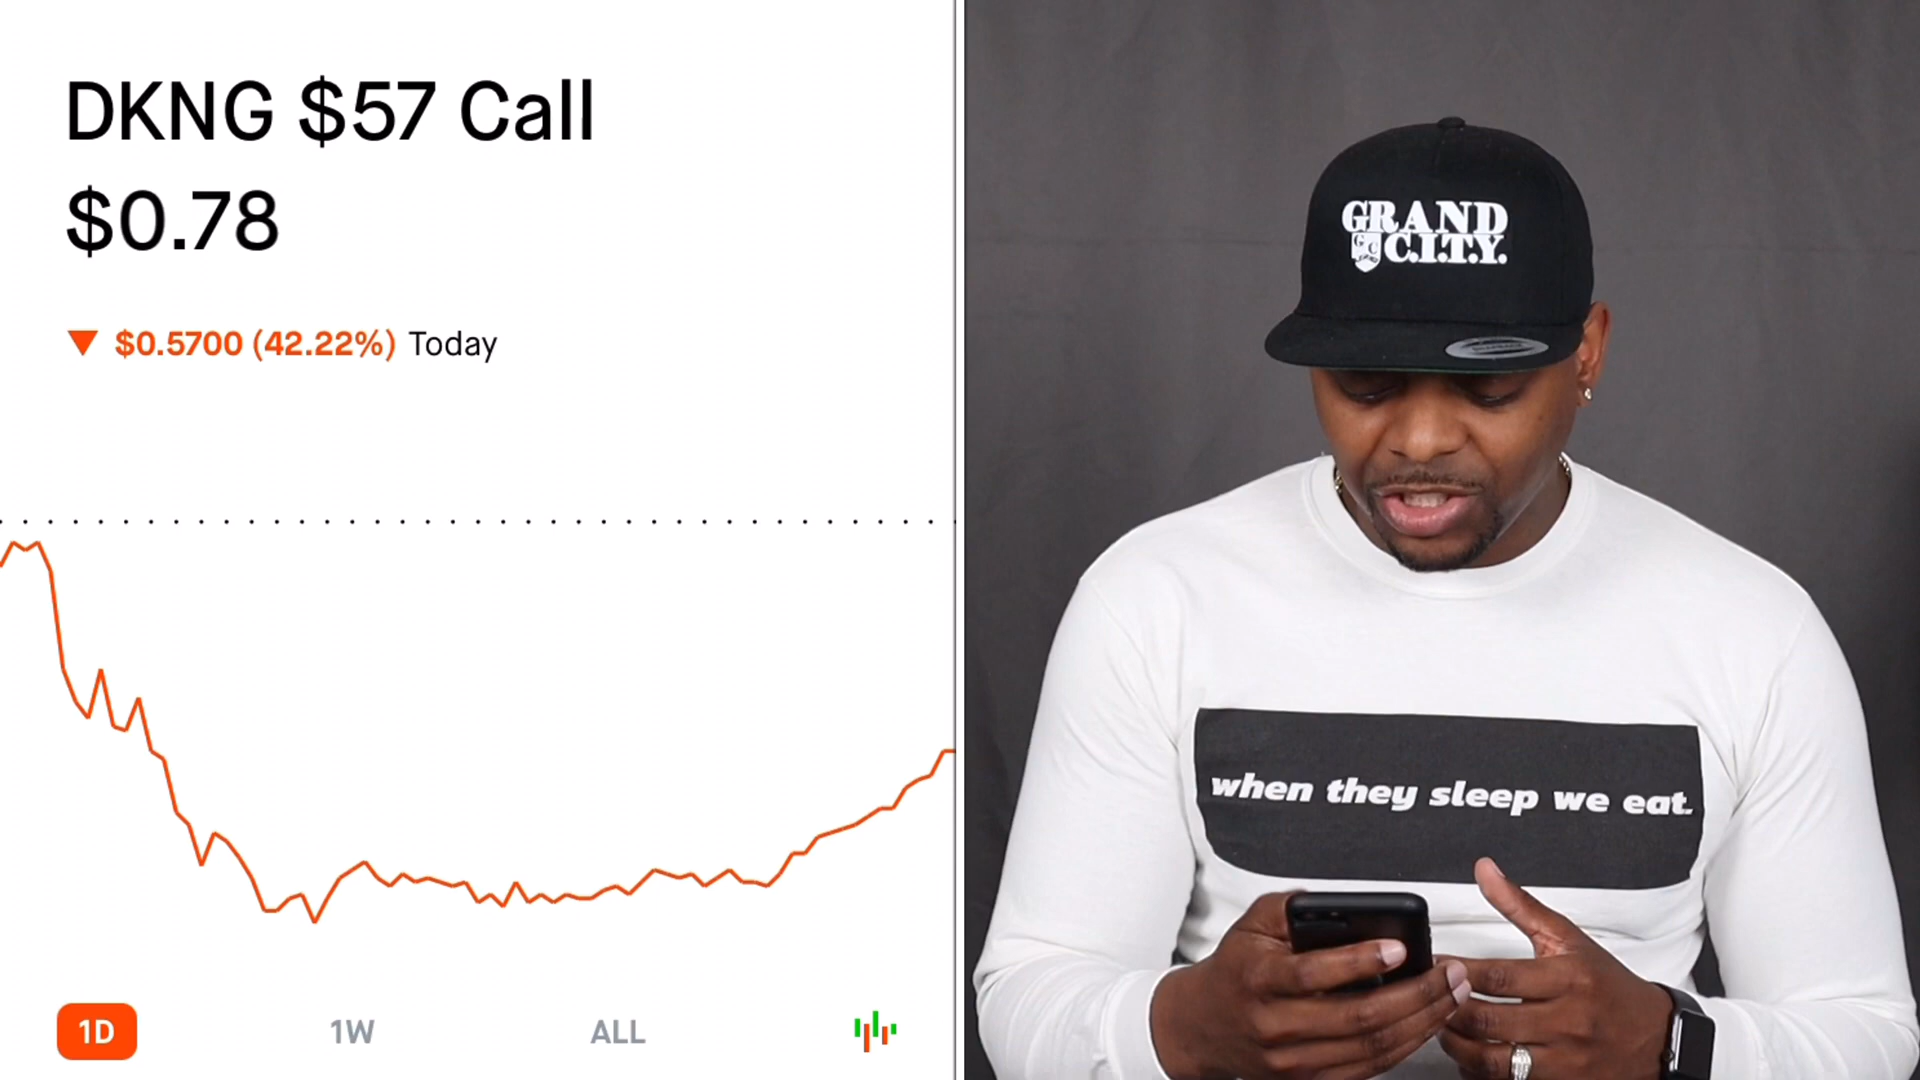 DKNG $57 Call
$0.78
▼ $0.5700 (42.22%) Today
1D
1W
ALL
GRAND
GC
C.I.T.Y.
when they sleep we eat.